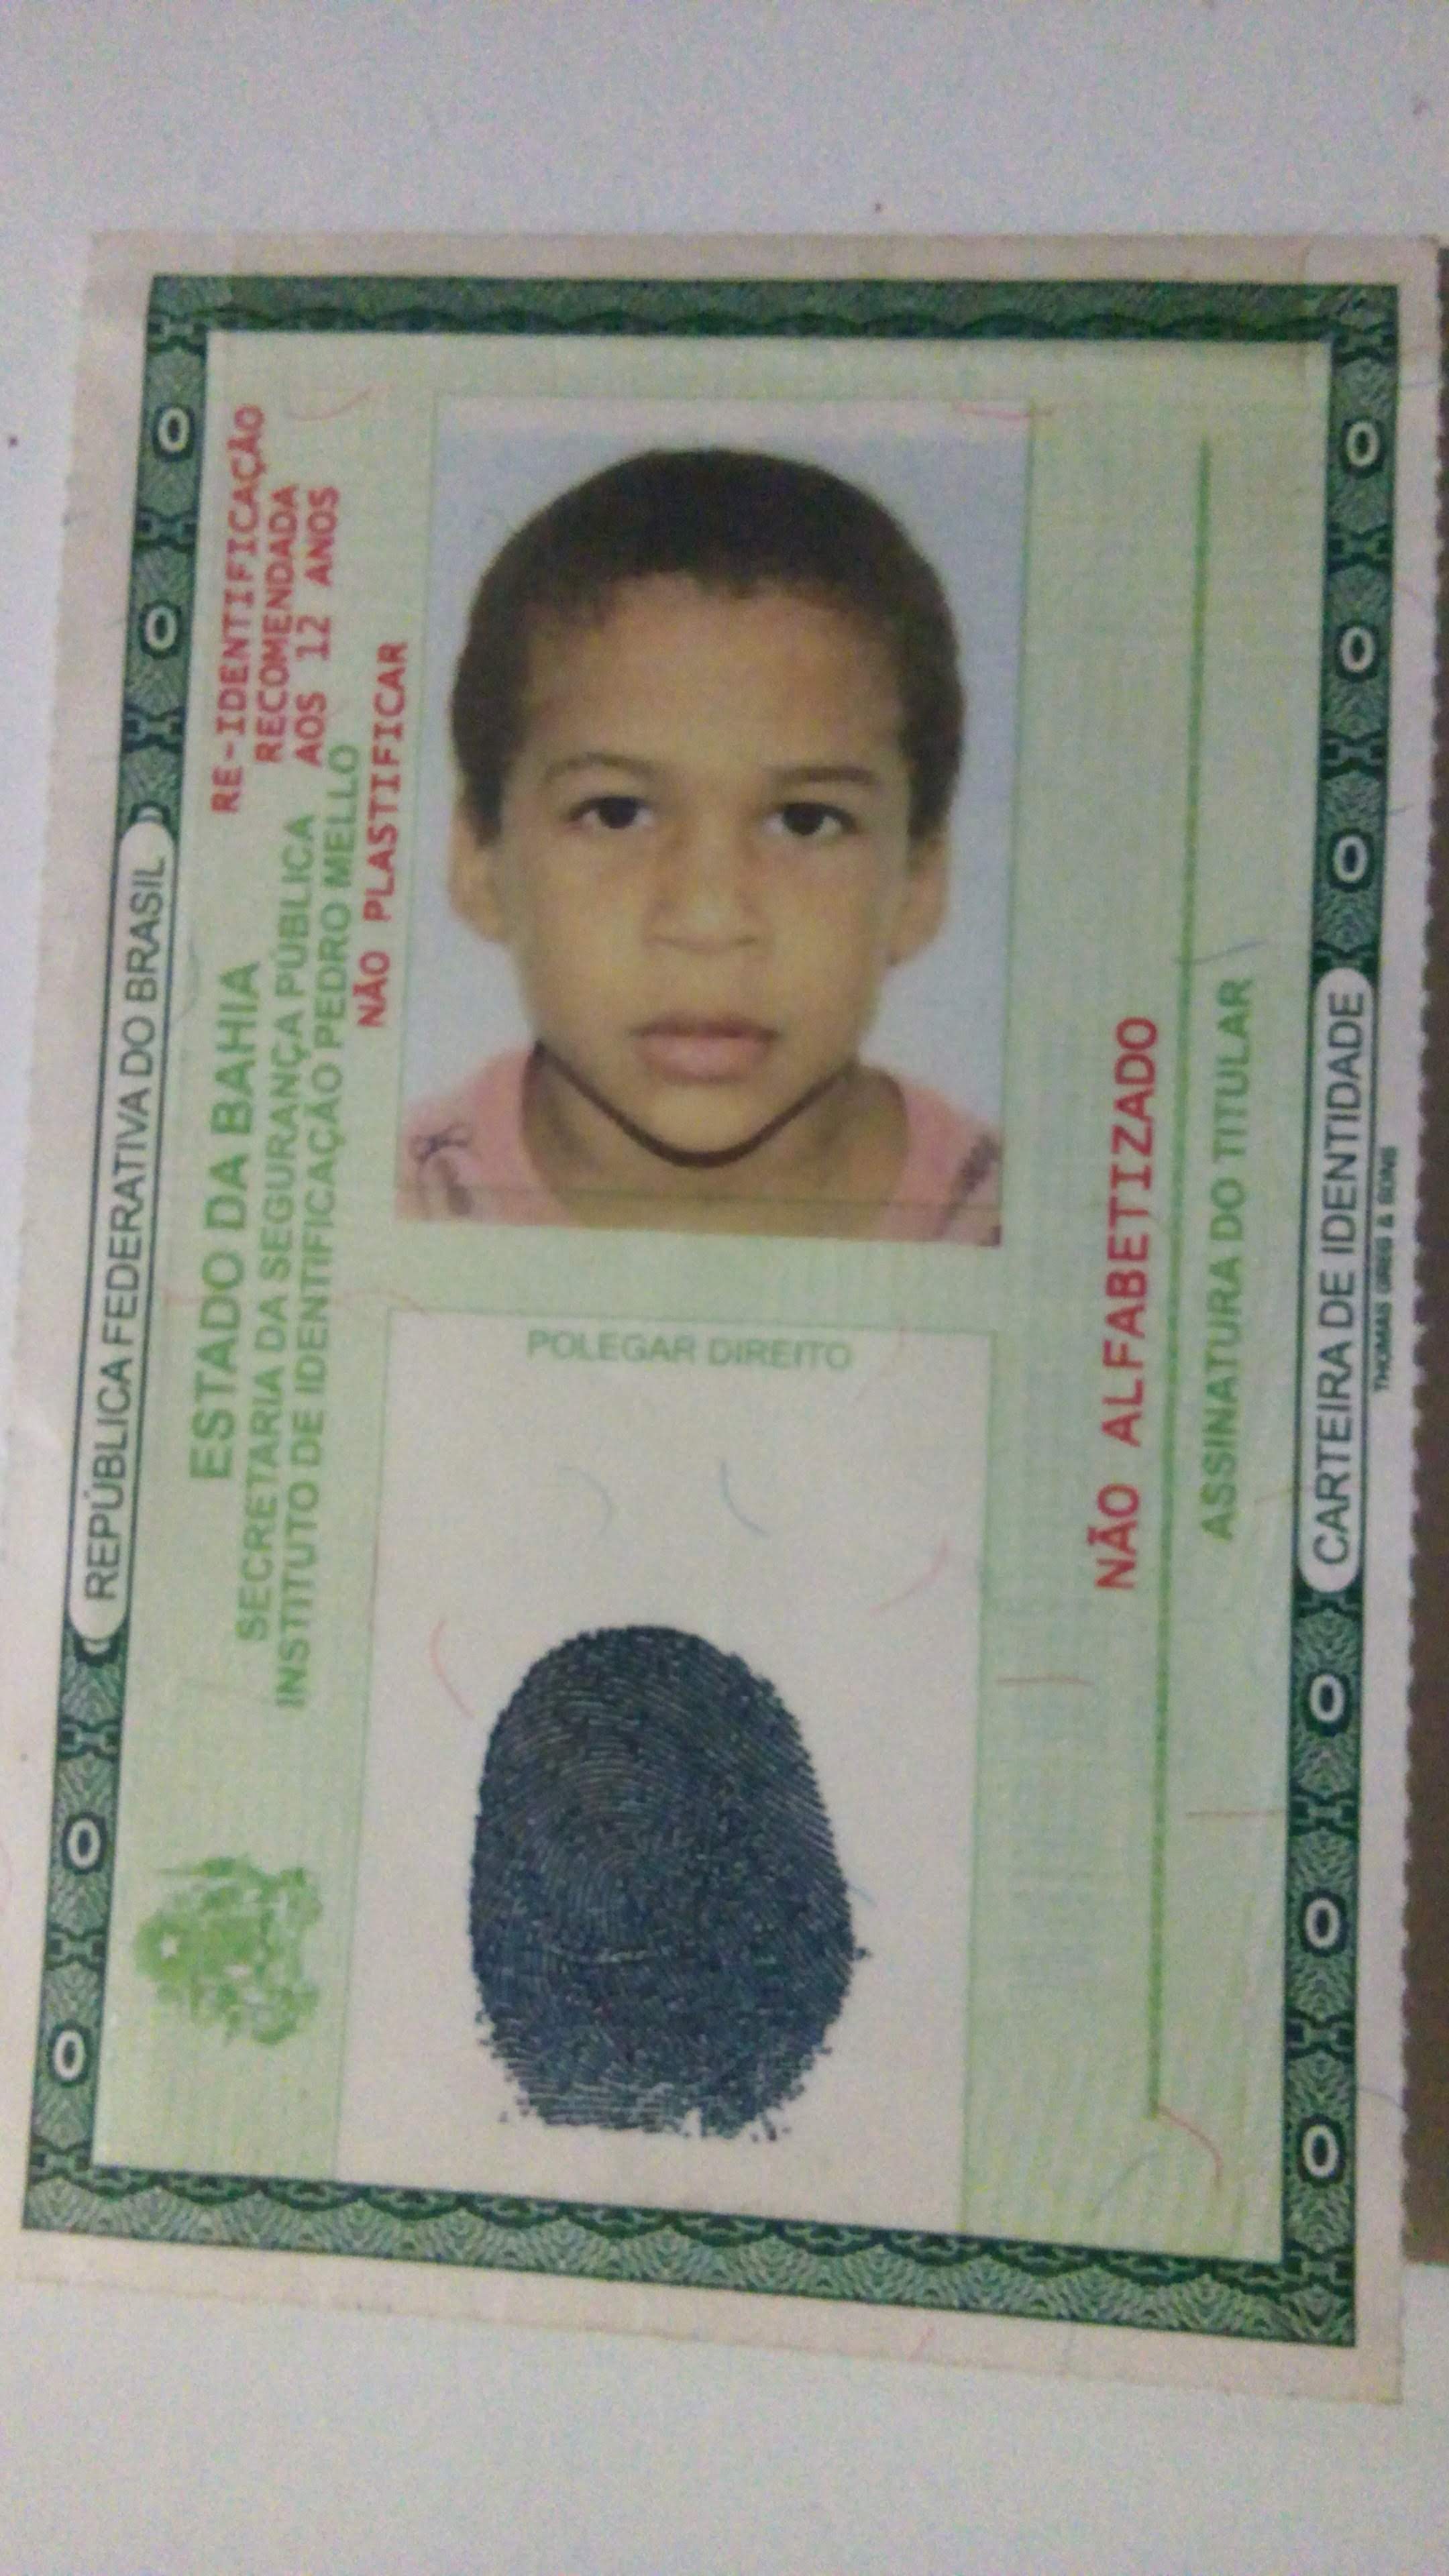 REPÚBLICA FEDERATIVA DO BRASIL
ESTADO DA BAHIA
SECRETARIA DA SEGURANÇA PÚBLICA
INSTITUTO DE IDENTIFICAÇÃO PEDRO MELLO
RE-IDENTIFICAÇÃO
RECOMENDADA
AOS 12 ANOS
NÃO PLASTIFICAR
POLEGAR DIREITO
NÃO ALFABETIZADO
ASSINATURA DO TITULAR
CARTEIRA DE IDENTIDADE
THOMAS GREG & SONS